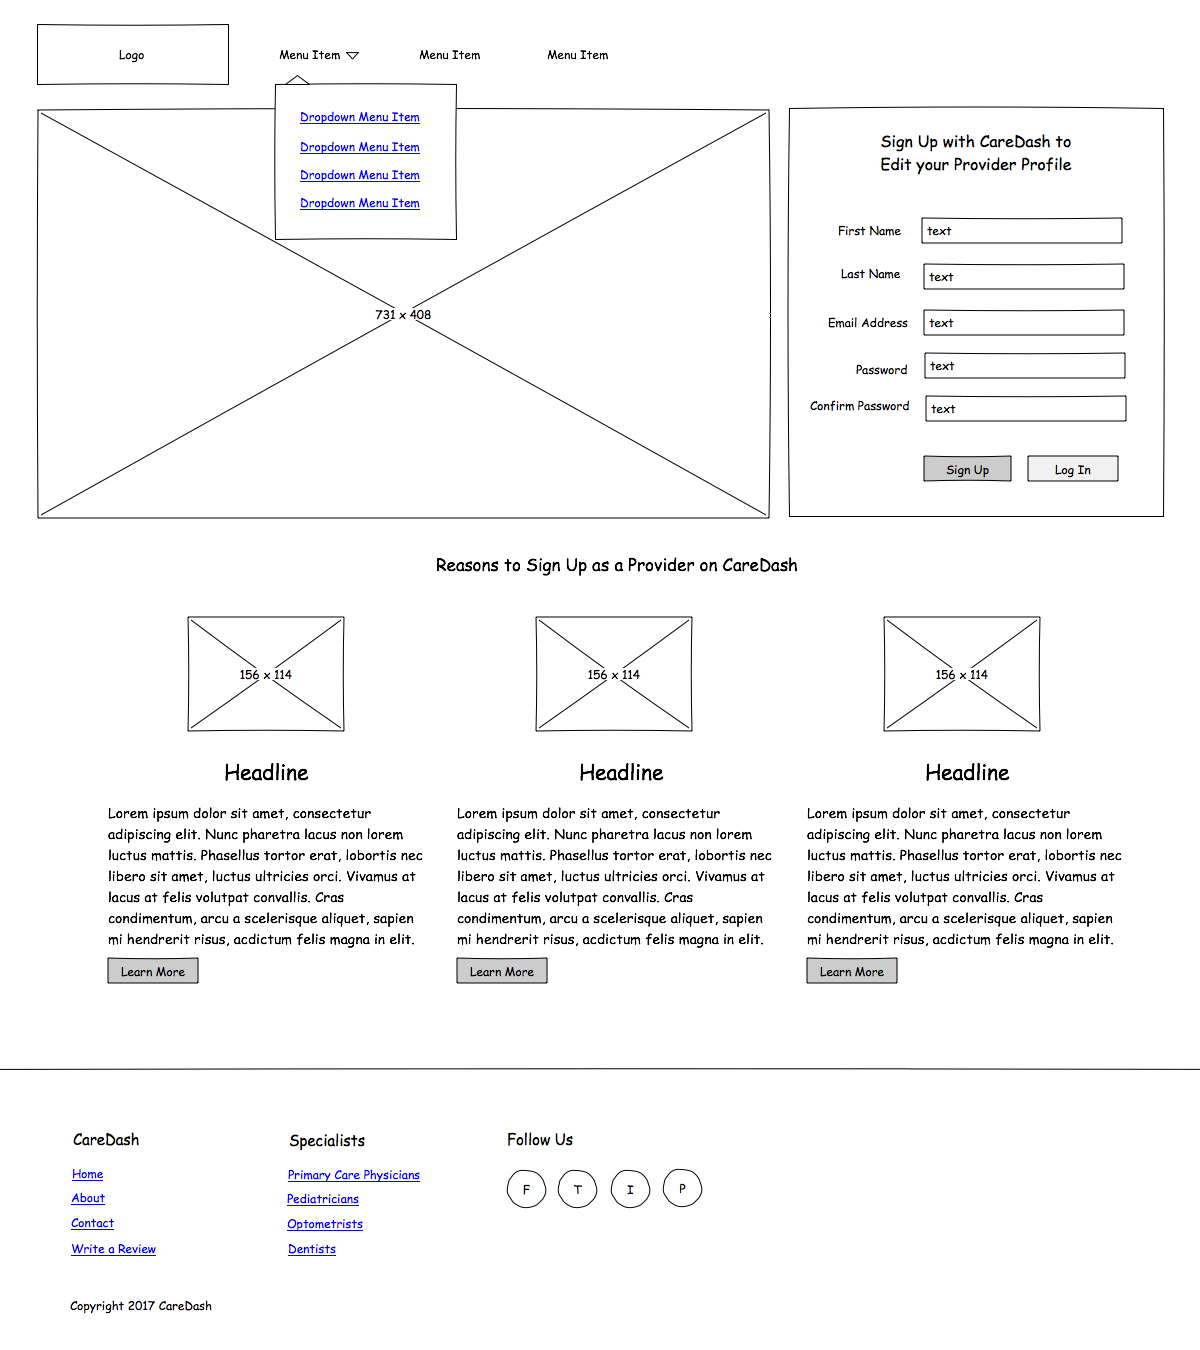 Logo
Menu Item
Menu Item
Menu Item
Dropdown Menu Item
Dropdown Menu Item
Dropdown Menu Item
Dropdown Menu Item
731 x 408
Sign Up with CareDash to
Edit your Provider Profile
First Name text
Last Name text
Email Address text
Password text
Confirm Password text
Sign Up
Log In
Reasons to Sign Up as a Provider on CareDash
156 x 114
Headline
Lorem ipsum dolor sit amet, consectetur
adipiscing elit. Nunc pharetra lacus non lorem
luctus mattis. Phasellus tortor erat, lobortis nec
libero sit amet, luctus ultricies orci. Vivamus at
lacus at felis volutpat convallis. Cras
condimentum, arcu a scelerisque aliquet, sapien
mi hendrerit risus, acdictum felis magna in elit.
Learn More
156 x 114
Headline
Lorem ipsum dolor sit amet, consectetur
adipiscing elit. Nunc pharetra lacus non lorem
luctus mattis. Phasellus tortor erat, lobortis nec
libero sit amet, luctus ultricies orci. Vivamus at
lacus at felis volutpat convallis. Cras
condimentum, arcu a scelerisque aliquet, sapien
mi hendrerit risus, acdictum felis magna in elit.
Learn More
156 x 114
Headline
Lorem ipsum dolor sit amet, consectetur
adipiscing elit. Nunc pharetra lacus non lorem
luctus mattis. Phasellus tortor erat, lobortis nec
libero sit amet, luctus ultricies orci. Vivamus at
lacus at felis volutpat convallis. Cras
condimentum, arcu a scelerisque aliquet, sapien
mi hendrerit risus, acdictum felis magna in elit.
Learn More
CareDash
Home
About
Contact
Write a Review
Specialists
Primary Care Physicians
Pediatricians
Optometrists
Dentists
Follow Us
F T I P
Copyright 2017 CareDash